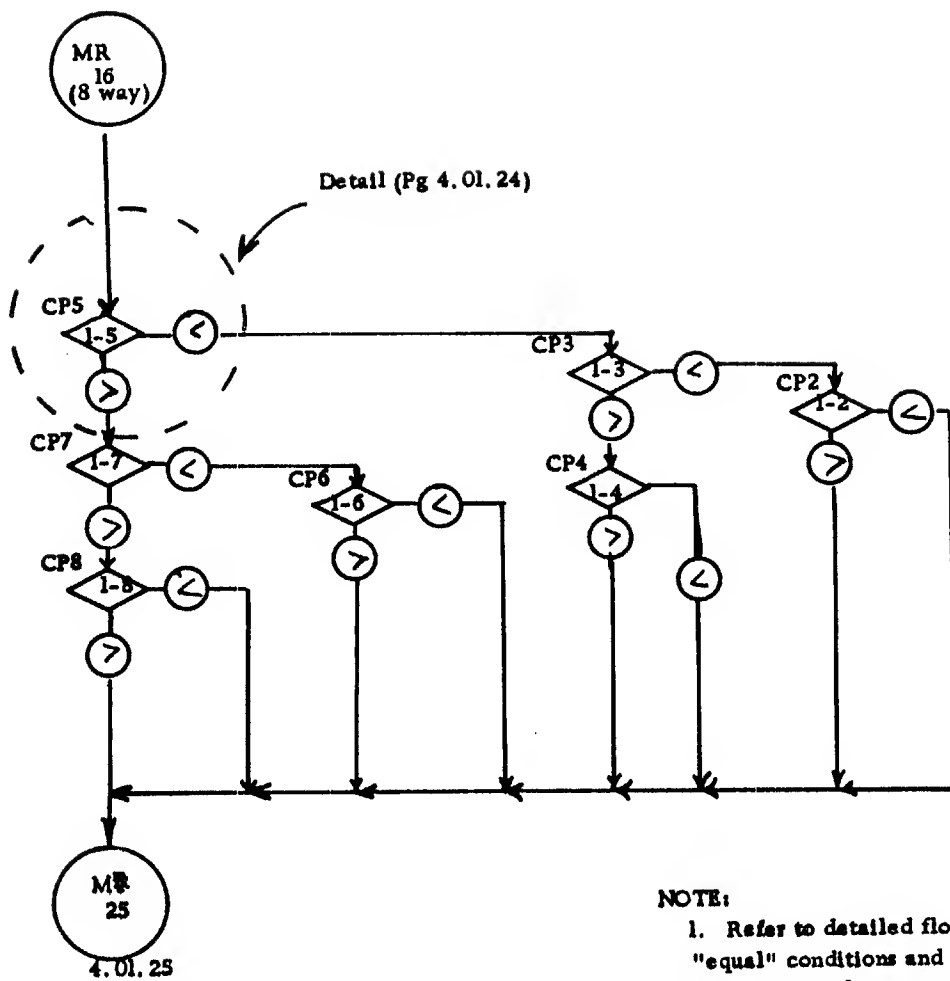 MR
16
(8 way)
Detail (Pg 4.01.24)
CP5
1-5
<
>
CP3
1-3
<
>
CP2
1-2
<
>
CP7
1-7
<
>
CP6
1-6
<
>
CP4
1-4
>
<
CP8
1-8
<
>
25
4.01.25
NOTE:
1. Refer to detailed flo
"equal" conditions and